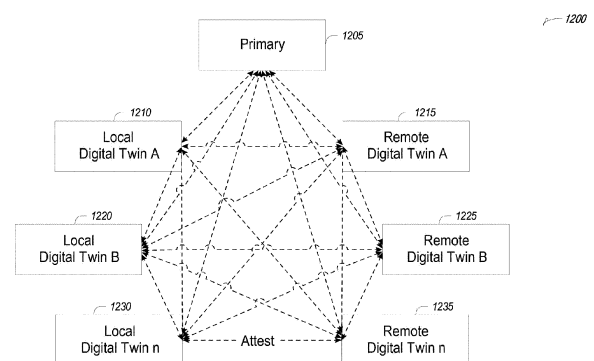 1200
1205
Primary
1210
Local
Digital Twin A
1215
Remote
Digital Twin A
1220
Local
Digital Twin B
1225
Remote
Digital Twin B
1230
Local
Digital Twin n
Attest
1235
Remote
Digital Twin n